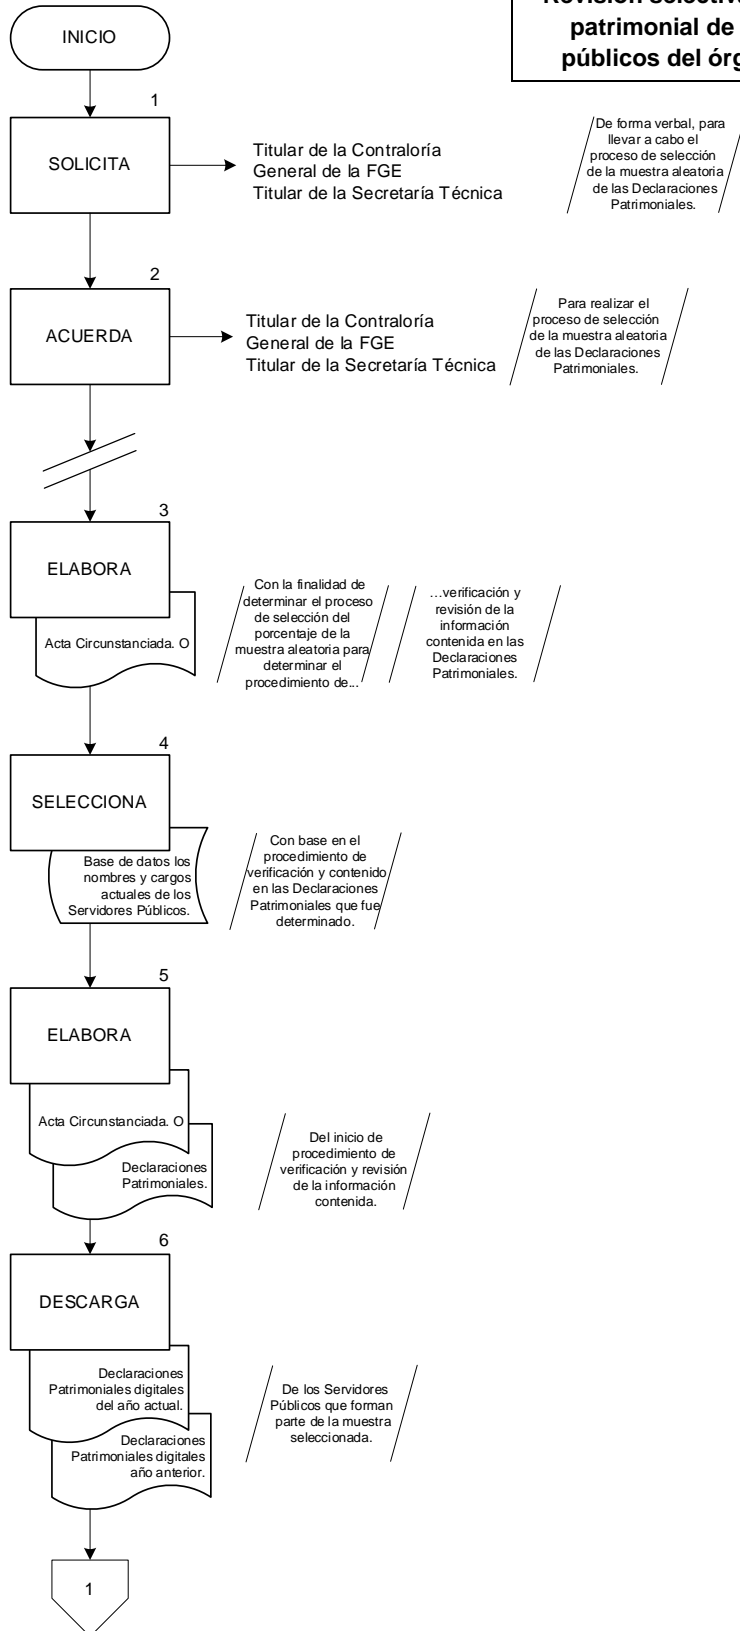 Revisión selectiva
patrimonial de
públicos del órg
INICIO
1
SOLICITA
Titular de la Contraloría
General de la FGE
Titular de la Secretaría Técnica
De forma verbal, para
llevar a cabo el
proceso de selección
de la muestra aleatoria
de las Declaraciones
Patrimoniales.
2
ACUERDA
Titular de la Contraloría
General de la FGE
Titular de la Secretaría Técnica
Para realizar el
proceso de selección
de la muestra aleatoria
de las Declaraciones
Patrimoniales.
3
ELABORA
Acta Circunstanciada. O
Con la finalidad de
determinar el proceso
de selección del
porcentaje de la
muestra aleatoria para
determinar el
procedimiento de...
...verificación y
revisión de la
información
contenida en las
Declaraciones
Patrimoniales.
4
SELECCIONA
Base de datos los
nombres y cargos
actuales de los
Servidores Públicos.
Con base en el
procedimiento de
verificación y contenido
en las Declaraciones
Patrimoniales que fue
determinado.
5
ELABORA
Acta Circunstanciada. O
Declaraciones
Patrimoniales.
Del inicio de
procedimiento de
verificación y revisión
de la información
contenida.
6
DESCARGA
Declaraciones
Patrimoniales digitales
del año actual.
Declaraciones
Patrimoniales digitales
año anterior.
De los Servidores
Públicos que forman
parte de la muestra
seleccionada.
1